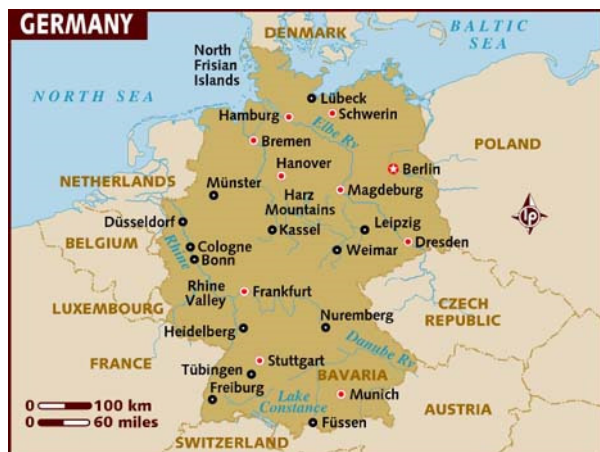 GERMANY
DENMARK
BALTIC
SEA
North
Frisian
Islands
NORTH SEA
Lübeck
Schwerin
Hamburg
Elbe Rv
Bremen
POLAND
Hanover
Berlin
NETHERLANDS
Münster
Harz
Mountains
Magdeburg
Düsseldorf
Kassel
Leipzig
LP
BELGIUM
Rhine
Cologne
Bonn
Weimar
Dresden
Rhine
Valley
Frankfurt
LUXEMBOURG
CZECH
REPUBLIC
Heidelberg
Nuremberg
Danube Rv
FRANCE
Stuttgart
Tübingen
BAVARIA
Freiburg
Lake
Constance
Munich
0 100 km
0 60 miles
AUSTRIA
Füssen
SWITZERLAND